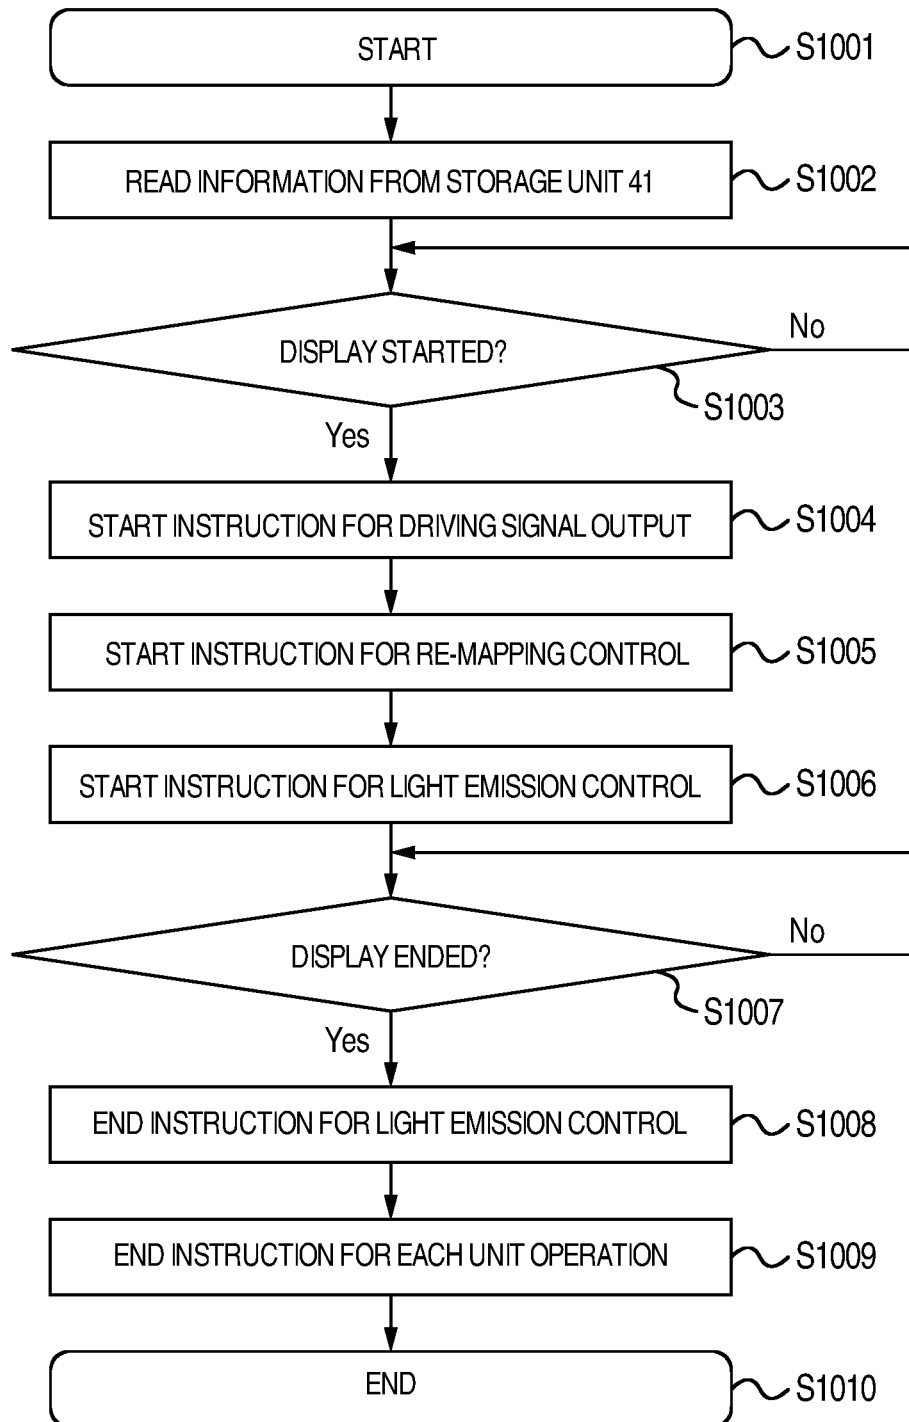 START
S1001
READ INFORMATION FROM STORAGE UNIT 41
S1002
DISPLAY STARTED?
No
S1003
Yes
START INSTRUCTION FOR DRIVING SIGNAL OUTPUT
S1004
START INSTRUCTION FOR RE-MAPPING CONTROL
S1005
START INSTRUCTION FOR LIGHT EMISSION CONTROL
S1006
DISPLAY ENDED?
No
S1007
Yes
END INSTRUCTION FOR LIGHT EMISSION CONTROL
S1008
END INSTRUCTION FOR EACH UNIT OPERATION
S1009
END
S1010